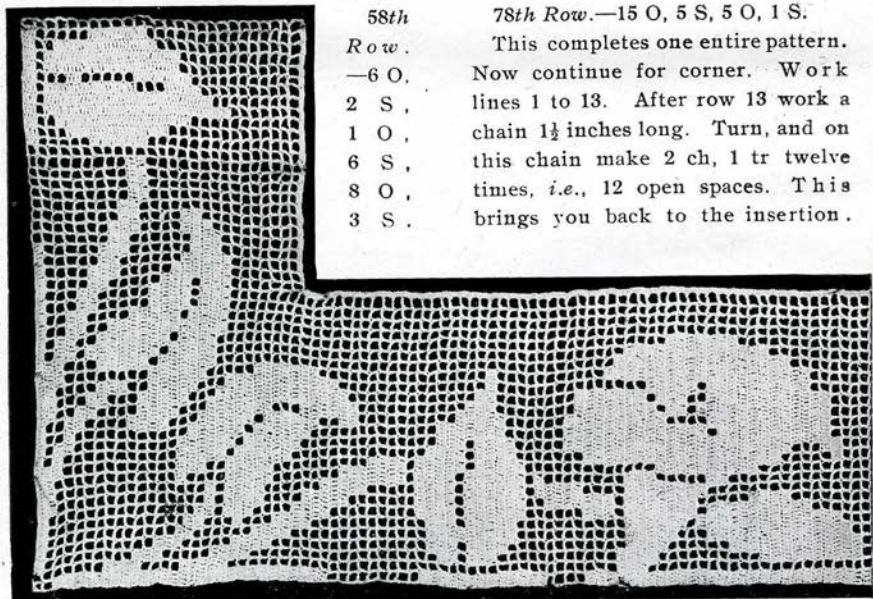 58th
Row.
—6 O,
2 S,
1 O,
6 S,
8 O,
3 S.
78th Row.—15 O, 5 S, 5 O, 1 S.
This completes one entire pattern.
Now continue for corner. Work
lines 1 to 13. After row 13 work a
chain 1½ inches long. Turn, and on
this chain make 2 ch, 1 tr twelve
times, i.e., 12 open spaces. This
brings you back to the insertion.